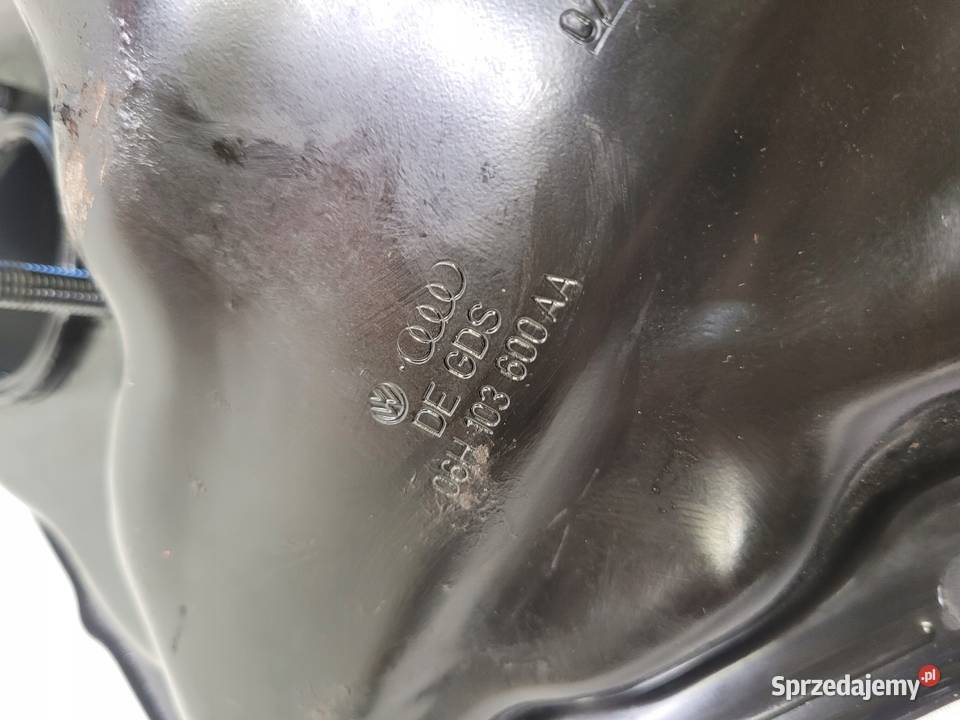 DE GDS
06H 103 600 AA
Sprzedajemy.pl